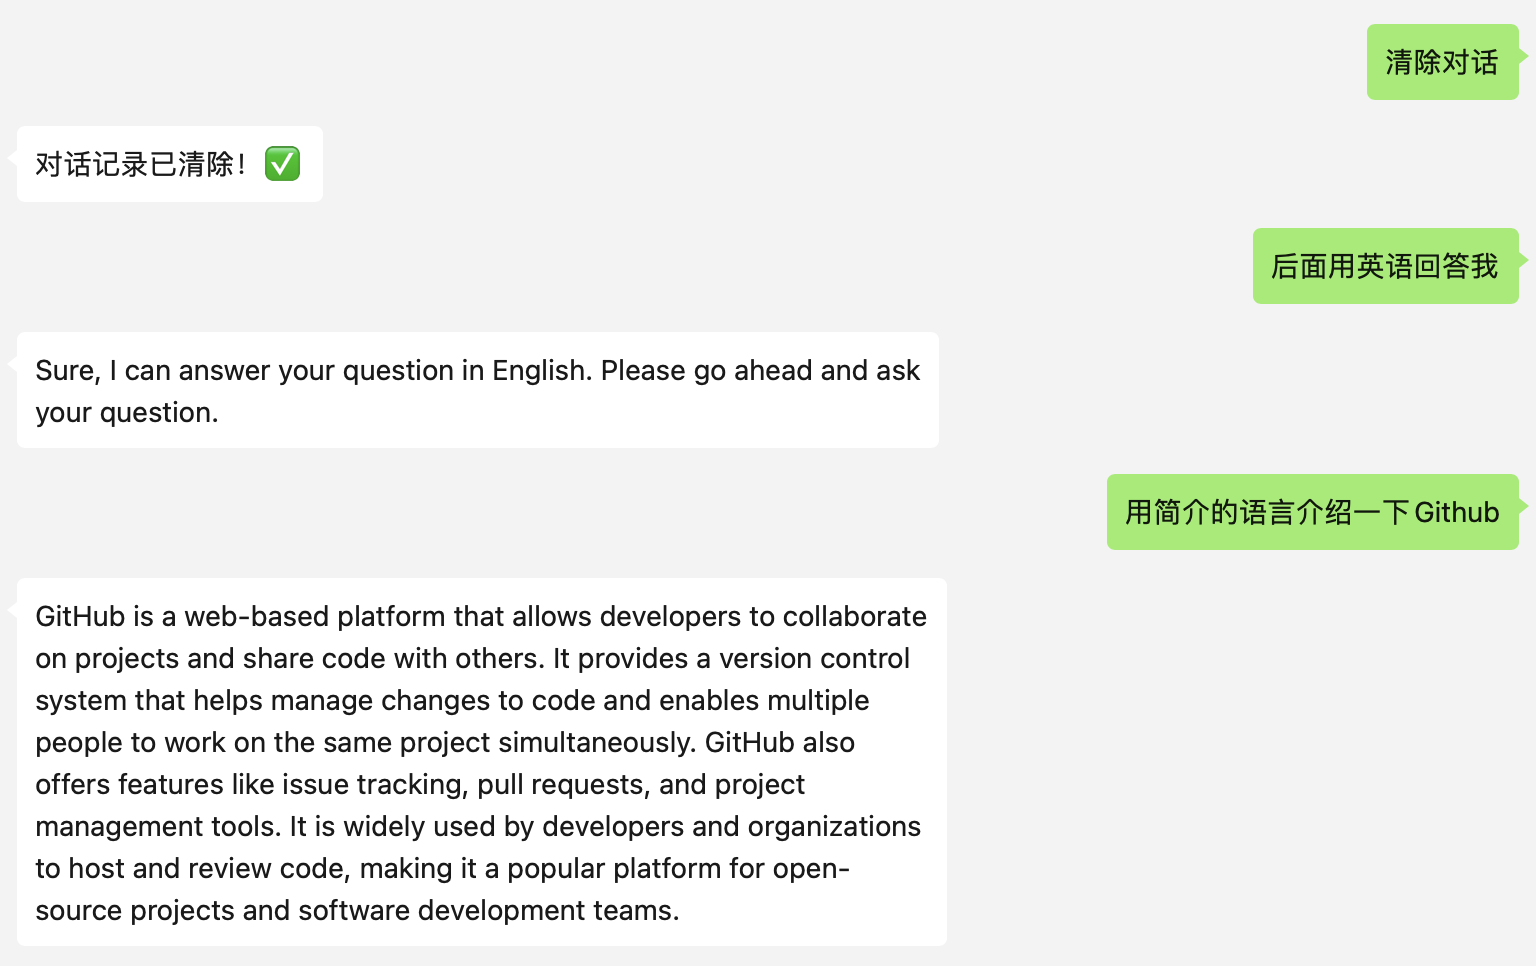 清除对话
对话记录已清除！ ✅
后面用英语回答我
Sure, I can answer your question in English. Please go ahead and ask
your question.
用简介的语言介绍一下Github
GitHub is a web-based platform that allows developers to collaborate
on projects and share code with others. It provides a version control
system that helps manage changes to code and enables multiple
people to work on the same project simultaneously. GitHub also
offers features like issue tracking, pull requests, and project
management tools. It is widely used by developers and organizations
to host and review code, making it a popular platform for open-
source projects and software development teams.